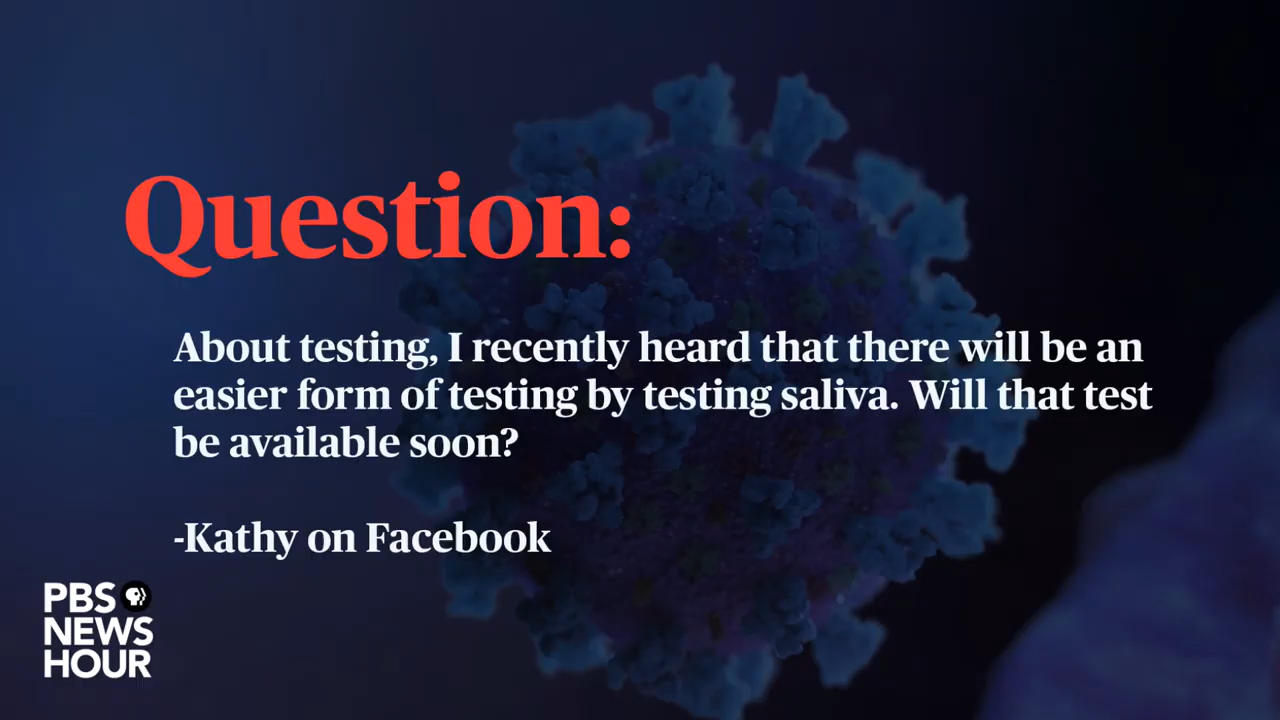 Question:
About testing, I recently heard that there will be an
easier form of testing by testing saliva. Will that test
be available soon?
-Kathy on Facebook
PBS
NEWS
HOUR